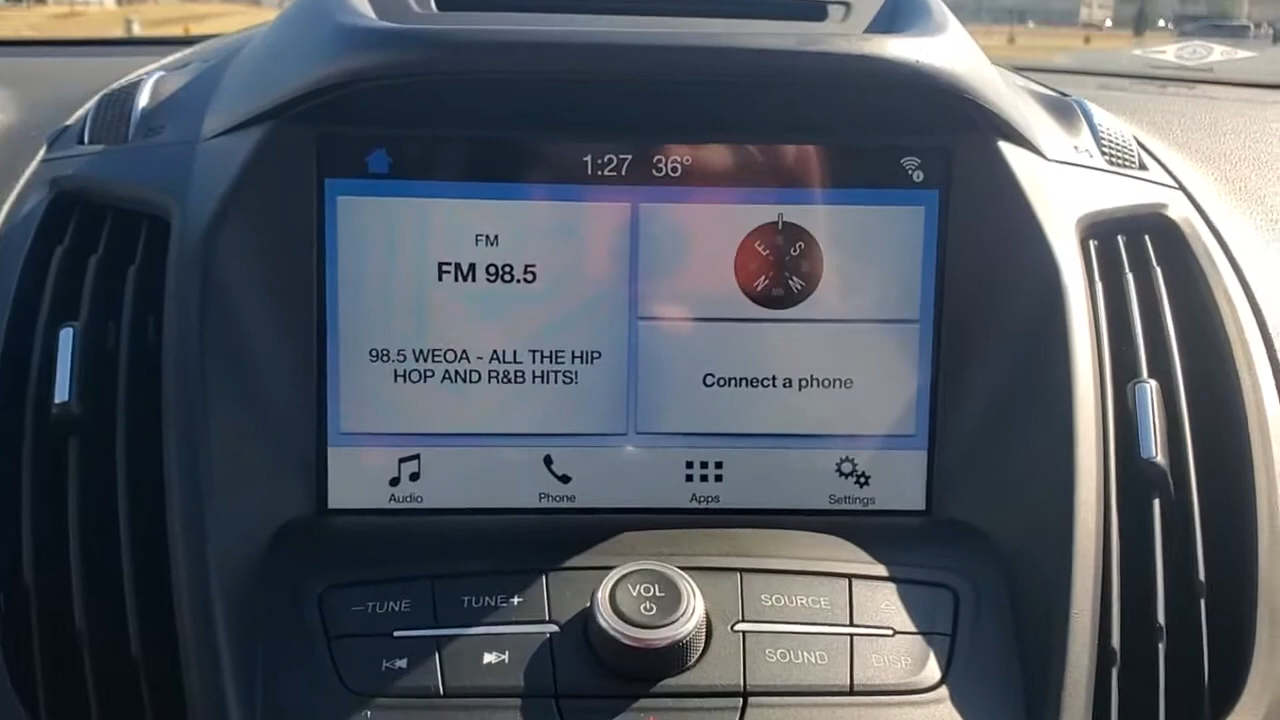 1:27 36°
FM
FM 98.5
98.5 WEOA - ALL THE HIP
HOP AND R&B HITS!
E S
N W
Connect a phone
Audio Phone Apps Settings
–TUNE TUNE+ VOL SOURCE
SOUND DISP